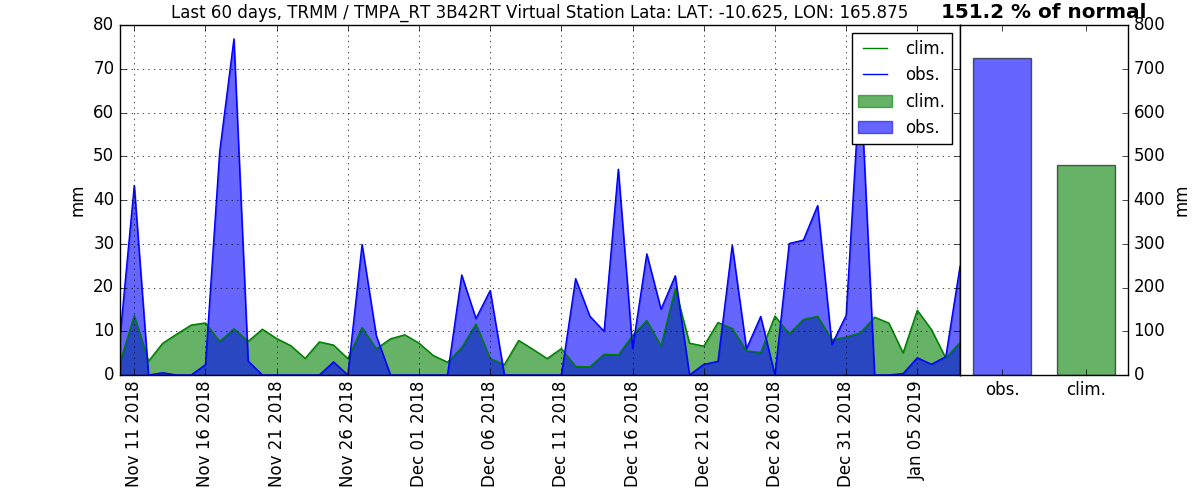 Last 60 days, TRMM / TMPA_RT 3B42RT Virtual Station Lata: LAT: -10.625, LON: 165.875
151.2 % of normal
80
70
60
50
40
30
20
10
0
mm
clim.
obs.
clim.
obs.
800
700
600
500
400
300
200
100
0
mm
Nov 11 2018
Nov 16 2018
Nov 21 2018
Nov 26 2018
Dec 01 2018
Dec 06 2018
Dec 11 2018
Dec 16 2018
Dec 21 2018
Dec 26 2018
Dec 31 2018
Jan 05 2019
obs.
clim.